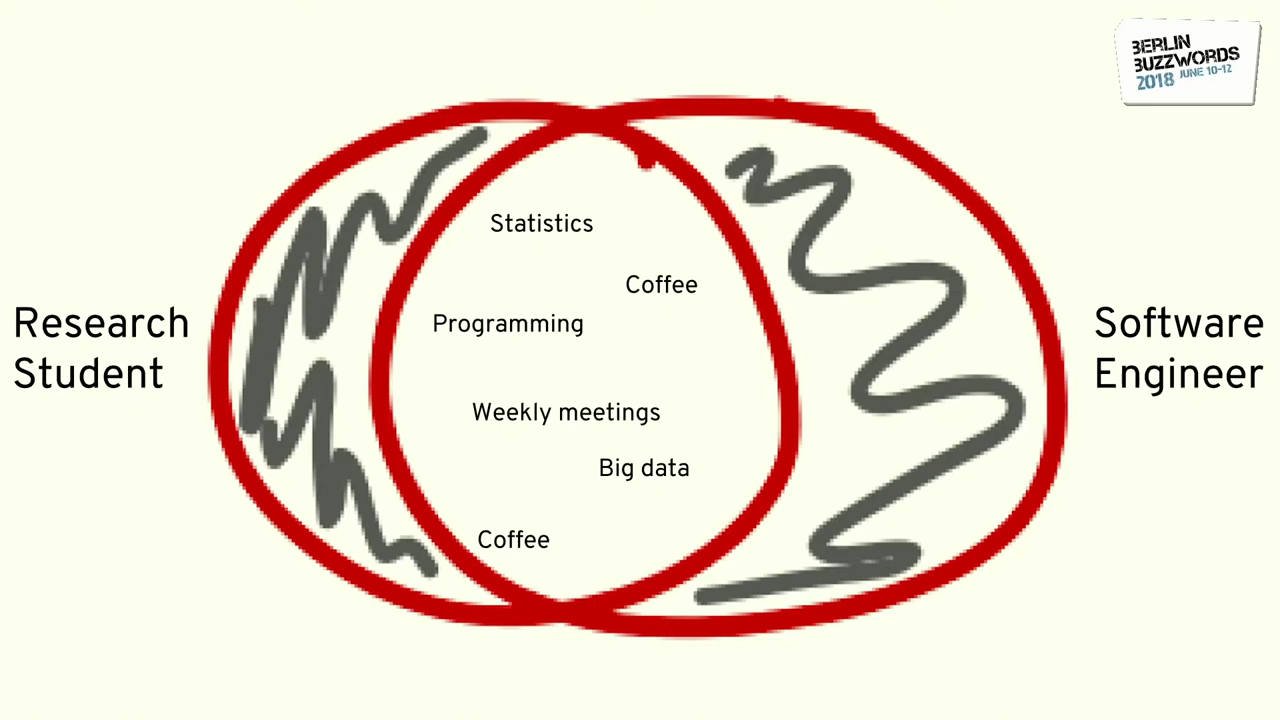 BERLIN
BUZZWORDS
2018 JUNE 10-12
Statistics
Coffee
Programming
Research
Student
Software
Engineer
Weekly meetings
Big data
Coffee